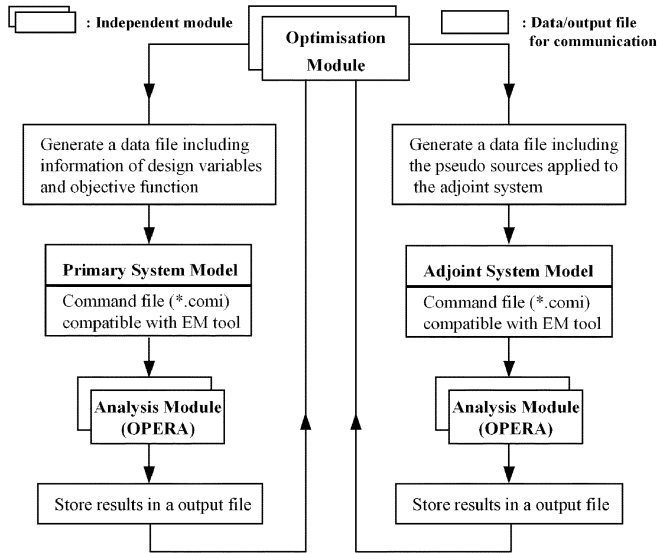 : Independent module
: Data/output file
for communication
Optimisation
Module
Generate a data file including
information of design variables
and objective function
Generate a data file including
the pseudo sources applied to
the adjoint system
Primary System Model
Command file (*.comi)
compatible with EM tool
Adjoint System Model
Command file (*.comi)
compatible with EM tool
Analysis Module
(OPERA)
Analysis Module
(OPERA)
Store results in a output file
Store results in a output file